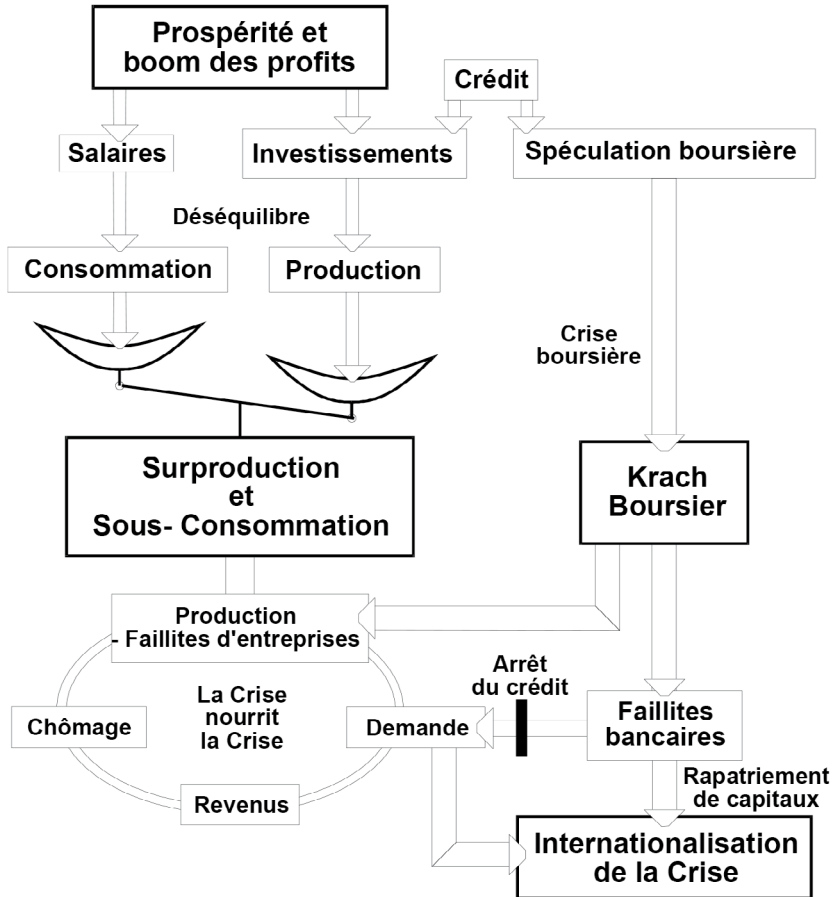 Prospérité et
boom des profits
Crédit
Salaires
Investissements
Spéculation boursière
Déséquilibre
Consommation
Production
Crise
boursière
Surproduction
et
Sous- Consommation
Krach
Boursier
Production
- Faillites d'entreprises
Arrêt
du crédit
La Crise
nourrit
la Crise
Chômage
Demande
Faillites
bancaires
Revenus
Rapatriement
de capitaux
Internationalisation
de la Crise